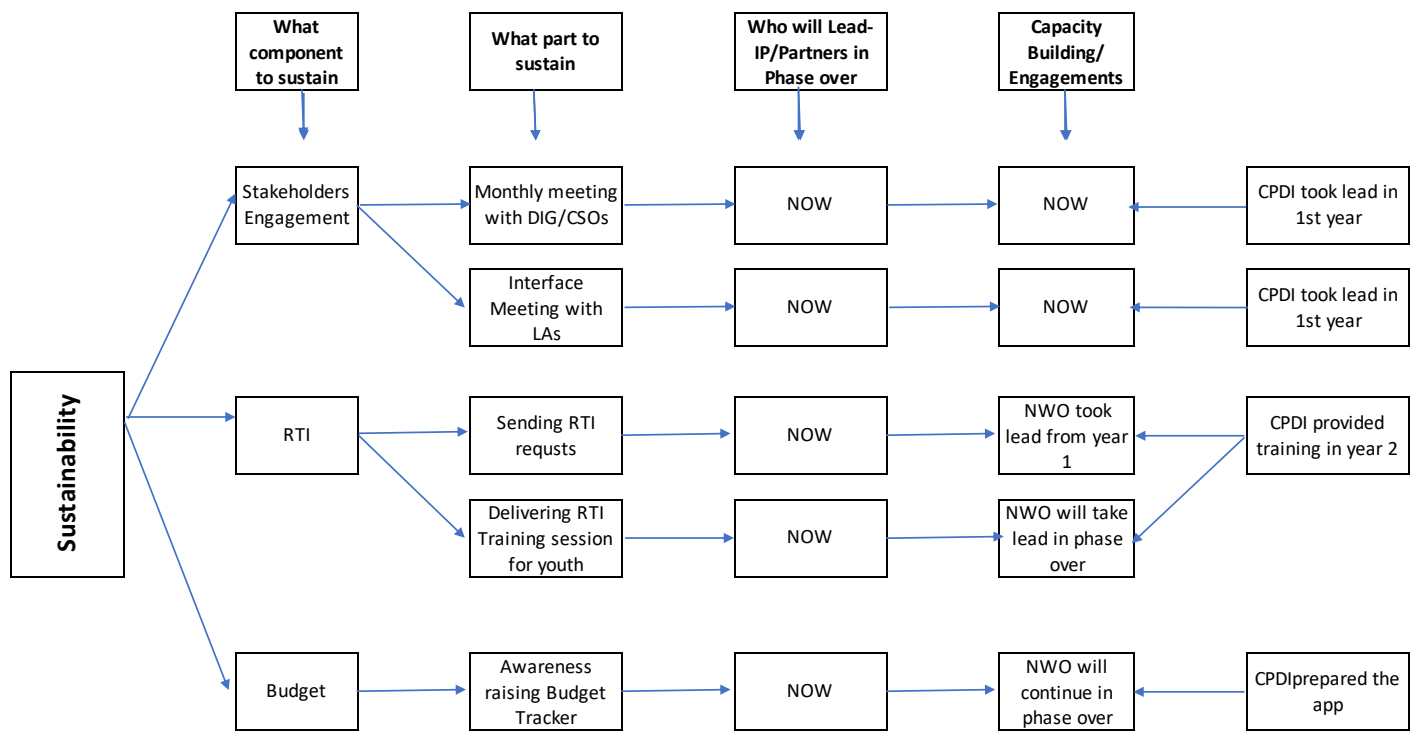 What
component
to sustain
What part to
sustain
Who will Lead-
IP/Partners in
Phase over
Capacity
Building/
Engagements
Stakeholders
Engagement
Monthly meeting
with DIG/CSOs
NOW
NOW
CPDI took lead in
1st year
Interface
Meeting with
LAs
NOW
NOW
CPDI took lead in
1st year
Sustainability
RTI
Sending RTI
requsts
NOW
NWO took
lead from year
1
CPDI provided
training in year 2
Delivering RTI
Training session
for youth
NOW
NWO will take
lead in phase
over
Budget
Awareness
raising Budget
Tracker
NOW
NWO will
continue in
phase over
CPDIprepared the
app